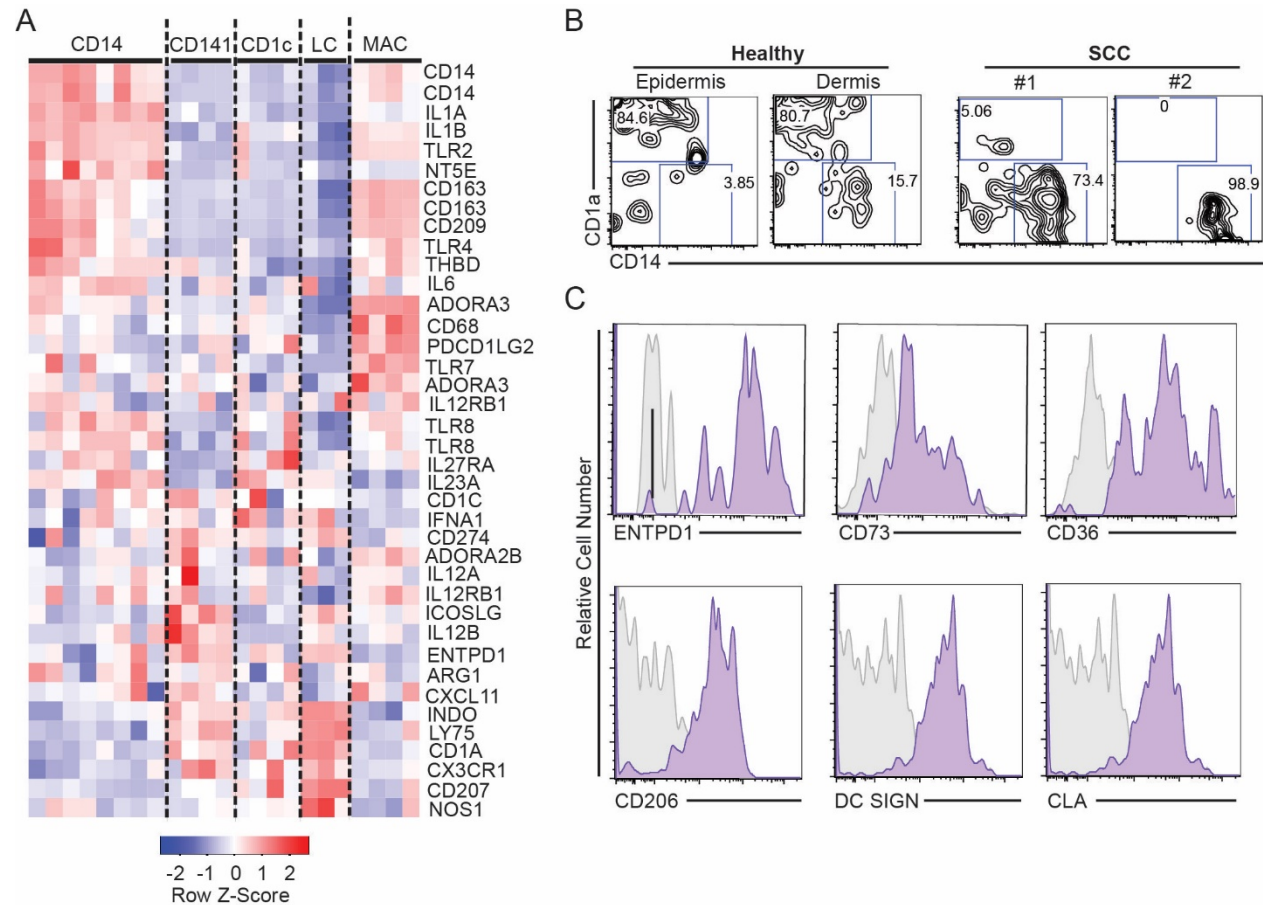 A
CD14 CD141 CD1c LC MAC
CD14
CD14
IL1A
IL1B
TLR2
NT5E
CD163
CD163
CD209
TLR4
THBD
IL6
ADORA3
CD68
PDCD1LG2
TLR7
ADORA3
IL12RB1
TLR8
TLR8
IL27RA
IL23A
CD1C
IFNA1
CD274
ADORA2B
IL12A
IL12RB1
ICOSLG
IL12B
ENTPD1
ARG1
CXCL11
INDO
LY75
CD1A
CX3CR1
CD207
NOS1
-2 -1 0 1 2
Row Z-Score
B
Healthy SCC
Epidermis Dermis #1 #2
84.6 80.7 5.06 0
3.85 15.7 73.4 98.9
CD1a
CD14
C
Relative Cell Number
ENTPD1 CD73 CD36
CD206 DC SIGN CLA